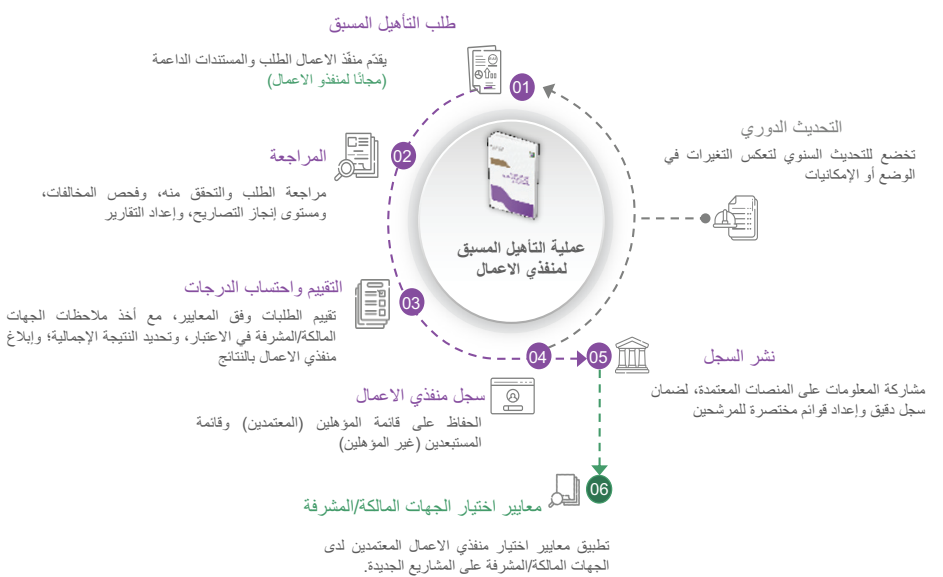 طلب التأهيل المسبق
يقدّم منفّذ الاعمال الطلب والمستندات الداعمة
(مجانًا لمنفذو الاعمال)
01
02
المراجعة
مراجعة الطلب والتحقق منه، وفحص المخالفات،
ومستوى إنجاز التصاريح، وإعداد التقارير
التقييم واحتساب الدرجات
03
تقييم الطلبات وفق المعايير، مع أخذ ملاحظات الجهات
المالكة/المشرفة في الاعتبار، وتحديد النتيجة الإجمالية؛ وإبلاغ
منفذي الاعمال بالنتائج
عملية التأهيل المسبق
لمنفذي الاعمال
التحديث الدوري
تخضع للتحديث السنوي لتعكس التغيرات في
الوضع أو الإمكانيات
04
سجل منفذي الاعمال
الحفاظ على قائمة المؤهلين (المعتمدين) وقائمة
المستبعدين (غير المؤهلين)
05
نشر السجل
مشاركة المعلومات على المنصات المعتمدة، لضمان
سجل دقيق وإعداد قوائم مختصرة للمرشحين
06
معايير اختيار الجهات المالكة/المشرفة
تطبيق معايير اختيار منفذي الاعمال المعتمدين لدى
الجهات المالكة/المشرفة على المشاريع الجديدة.